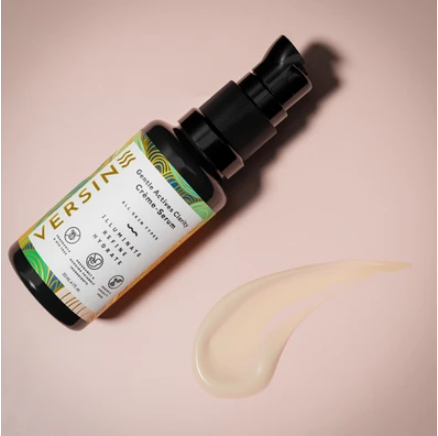 VERSIN
Gentle Actives Clarity
Crème-Serum
ALL SKIN TYPES
ILLUMINATE
REFINE
HYDRATE